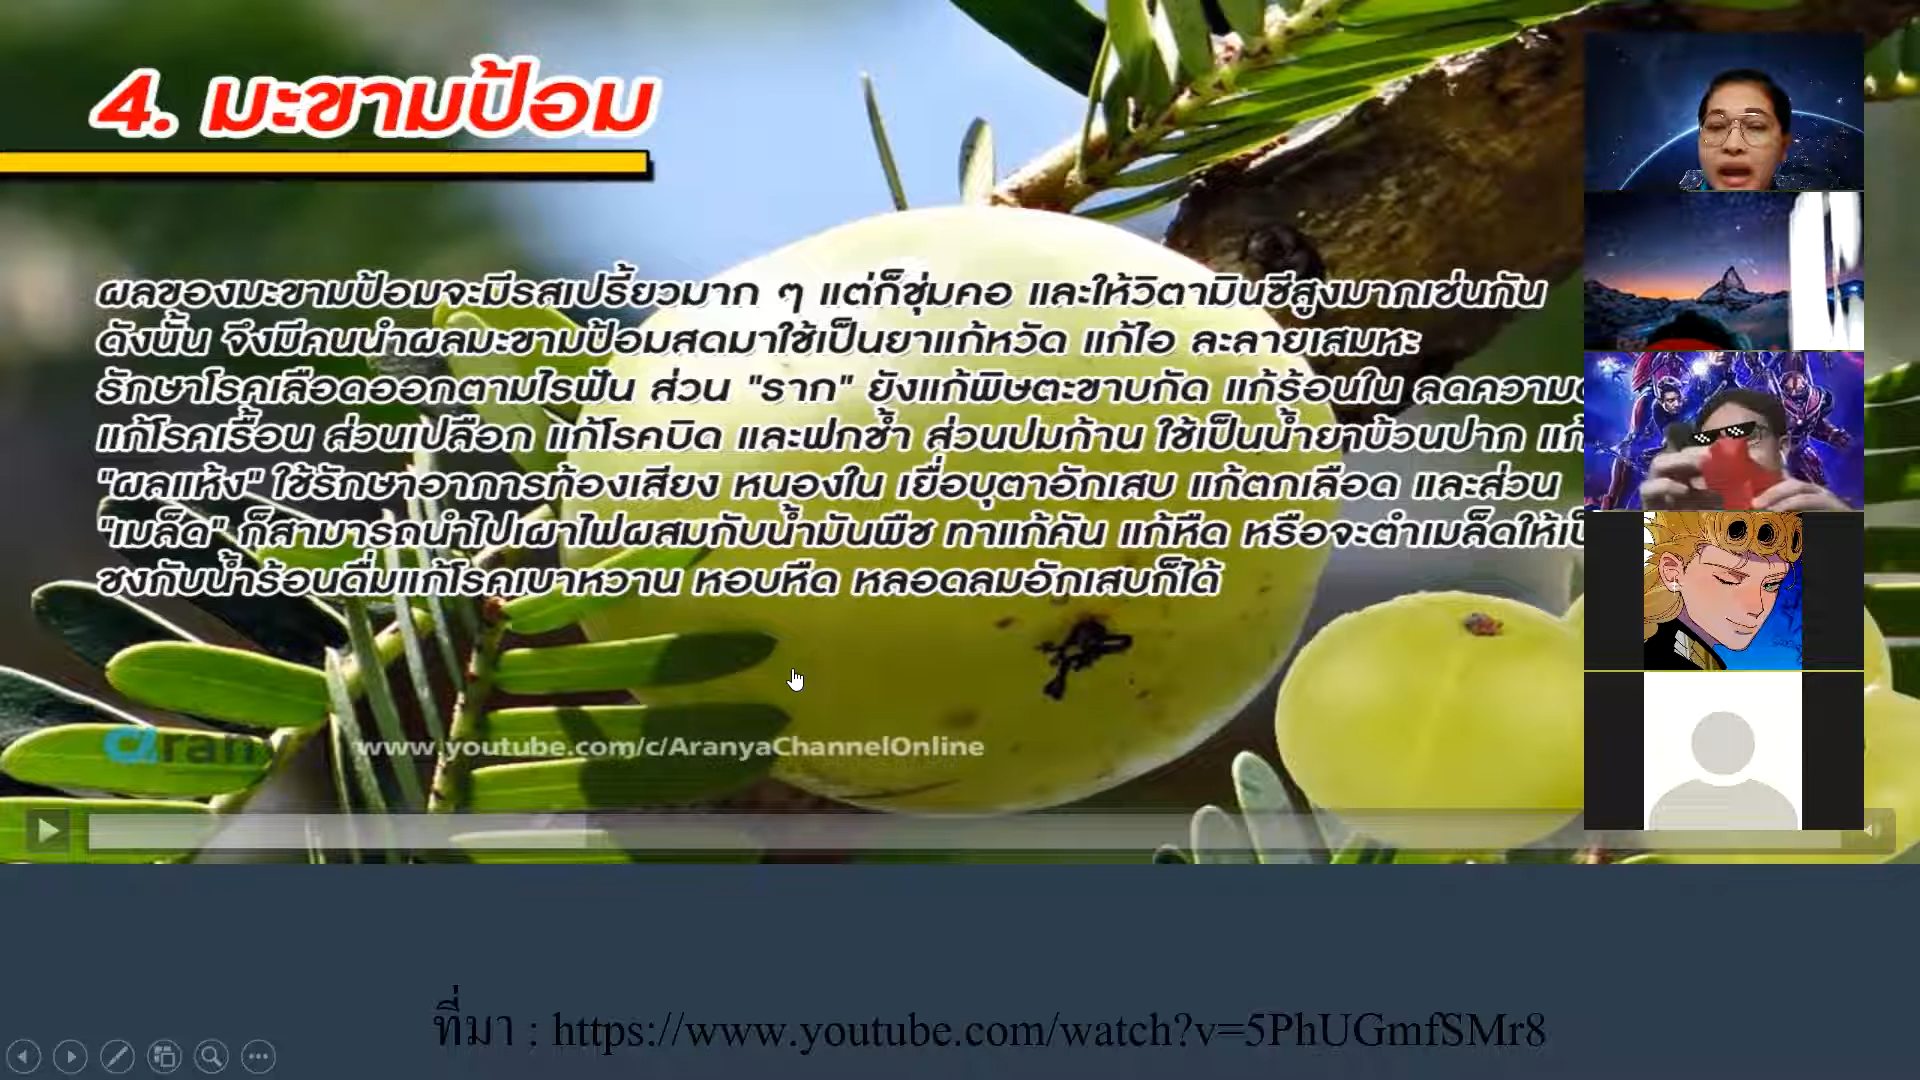 4. มะขามป้อม
ผลของมะขามป้อมจะมีรสเปรี้ยวมาก ๆ แต่ก็ชุ่มคอ และให้วิตามินซีสูงมากเช่นกัน
ดังนั้น จึงมีคนนำผลมะขามป้อมสดมาใช้เป็นยาแก้หวัด แก้ไอ ละลายเสมหะ
รักษาโรคเลือดออกตามไรฟัน ส่วน "ราก" ยังแก้พิษตะขาบกัด แก้ร้อนใน ลดความ
แก้โรคเรื้อน ส่วนเปลือก แก้โรคบิด และฟกช้ำ ส่วนปมก้าน ใช้เป็นน้ำยาบ้วนปาก แก้
"ผลแห้ง" ใช้รักษาอาการท้องเสียง หนองใน เยื่อบุตาอักเสบ แก้ตกเลือด และส่วน
"เมล็ด" ก็สามารถนำไปเผาไฟผสมกับน้ำมันพืช ทาแก้คัน แก้หืด หรือจะตำเมล็ดให้
ชงกับน้ำร้อนดื่มแก้โรคเบาหวาน หอบหืด หลอดลมอักเสบก็ได้
aranya www.youtube.com/c/AranyaChannelOnline
ที่มา : https://www.youtube.com/watch?v=5PhUGmfSMr8